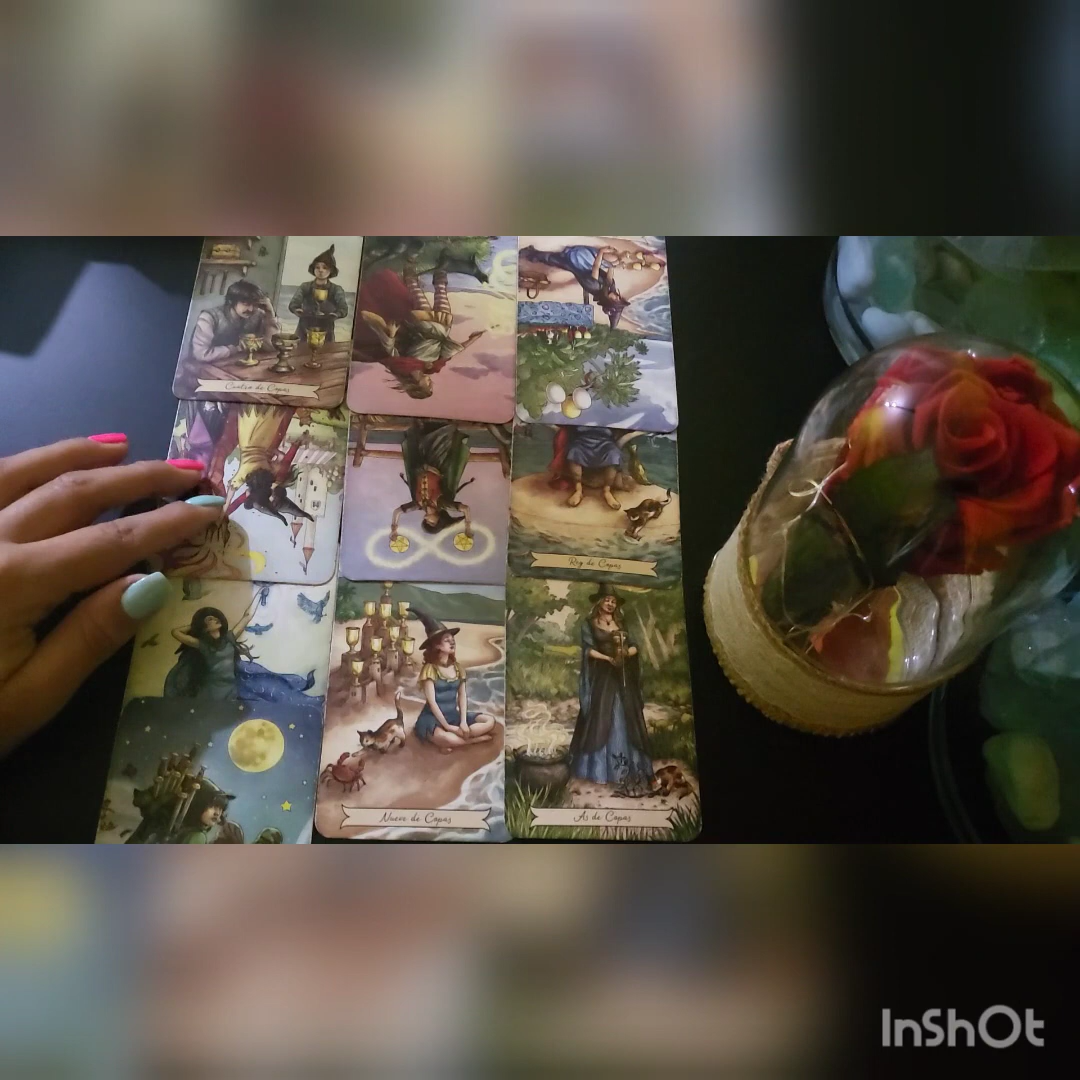 Cuatro de Copas
Rey de Copas
Nueve de Copas
As de Copas
InShOt